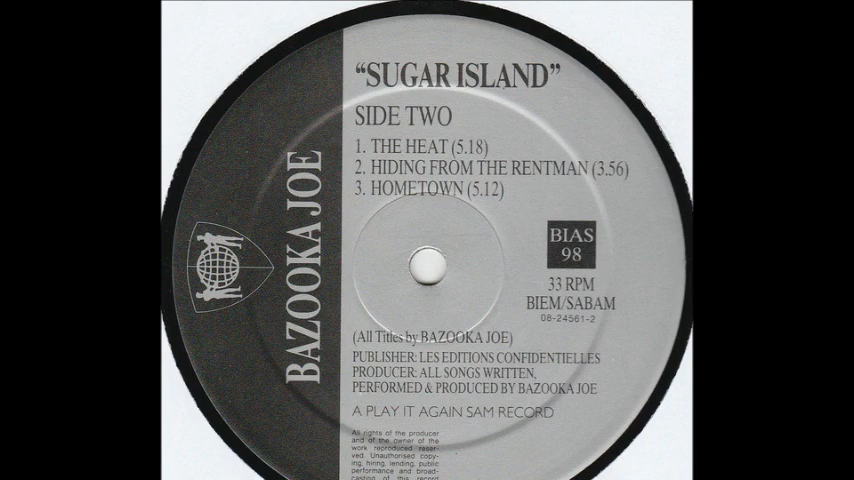 "SUGAR ISLAND"
SIDE TWO
1. THE HEAT (5.18)
2. HIDING FROM THE RENTMAN (3.56)
3. HOMETOWN (5.12)
BAZOOKA JOE
BIAS
98
33 RPM
BIEM/SABAM
08-24561-2
(All Titles by BAZOOKA JOE)
PUBLISHER: LES EDITIONS CONFIDENTIELLES
PRODUCER: ALL SONGS WRITTEN,
PERFORMED & PRODUCED BY BAZOOKA JOE
A PLAY IT AGAIN SAM RECORD
All rights of the producer
and of the owner of the
work reproduced reser-
ved. Unauthorised copy-
ing, hiring, lending, public
performance and broad-
casting of this record